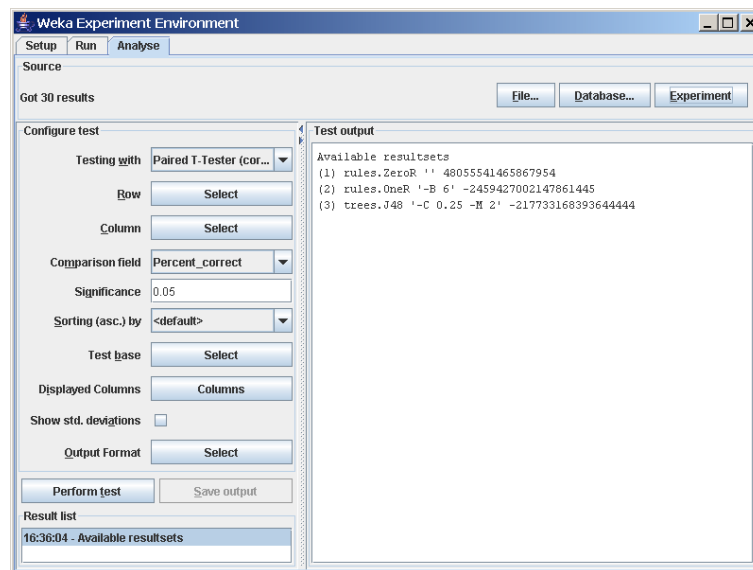 Weka Experiment Environment
Setup Run Analyse
Source
Got 30 results
File... Database... Experiment
Configure test
Testing with Paired T-Tester (cor...
Row Select
Column Select
Comparison field Percent_correct
Significance 0.05
Sorting (asc.) by <default>
Test base Select
Displayed Columns Columns
Show std. deviations
Output Format Select
Perform test Save output
Result list
16:36:04 - Available resultsets
Test output
Available resultsets
(1) rules.ZeroR '' 48055541465867954
(2) rules.OneR '-B 6' -2459427002147861445
(3) trees.J48 '-C 0.25 -M 2' -217733168393644444